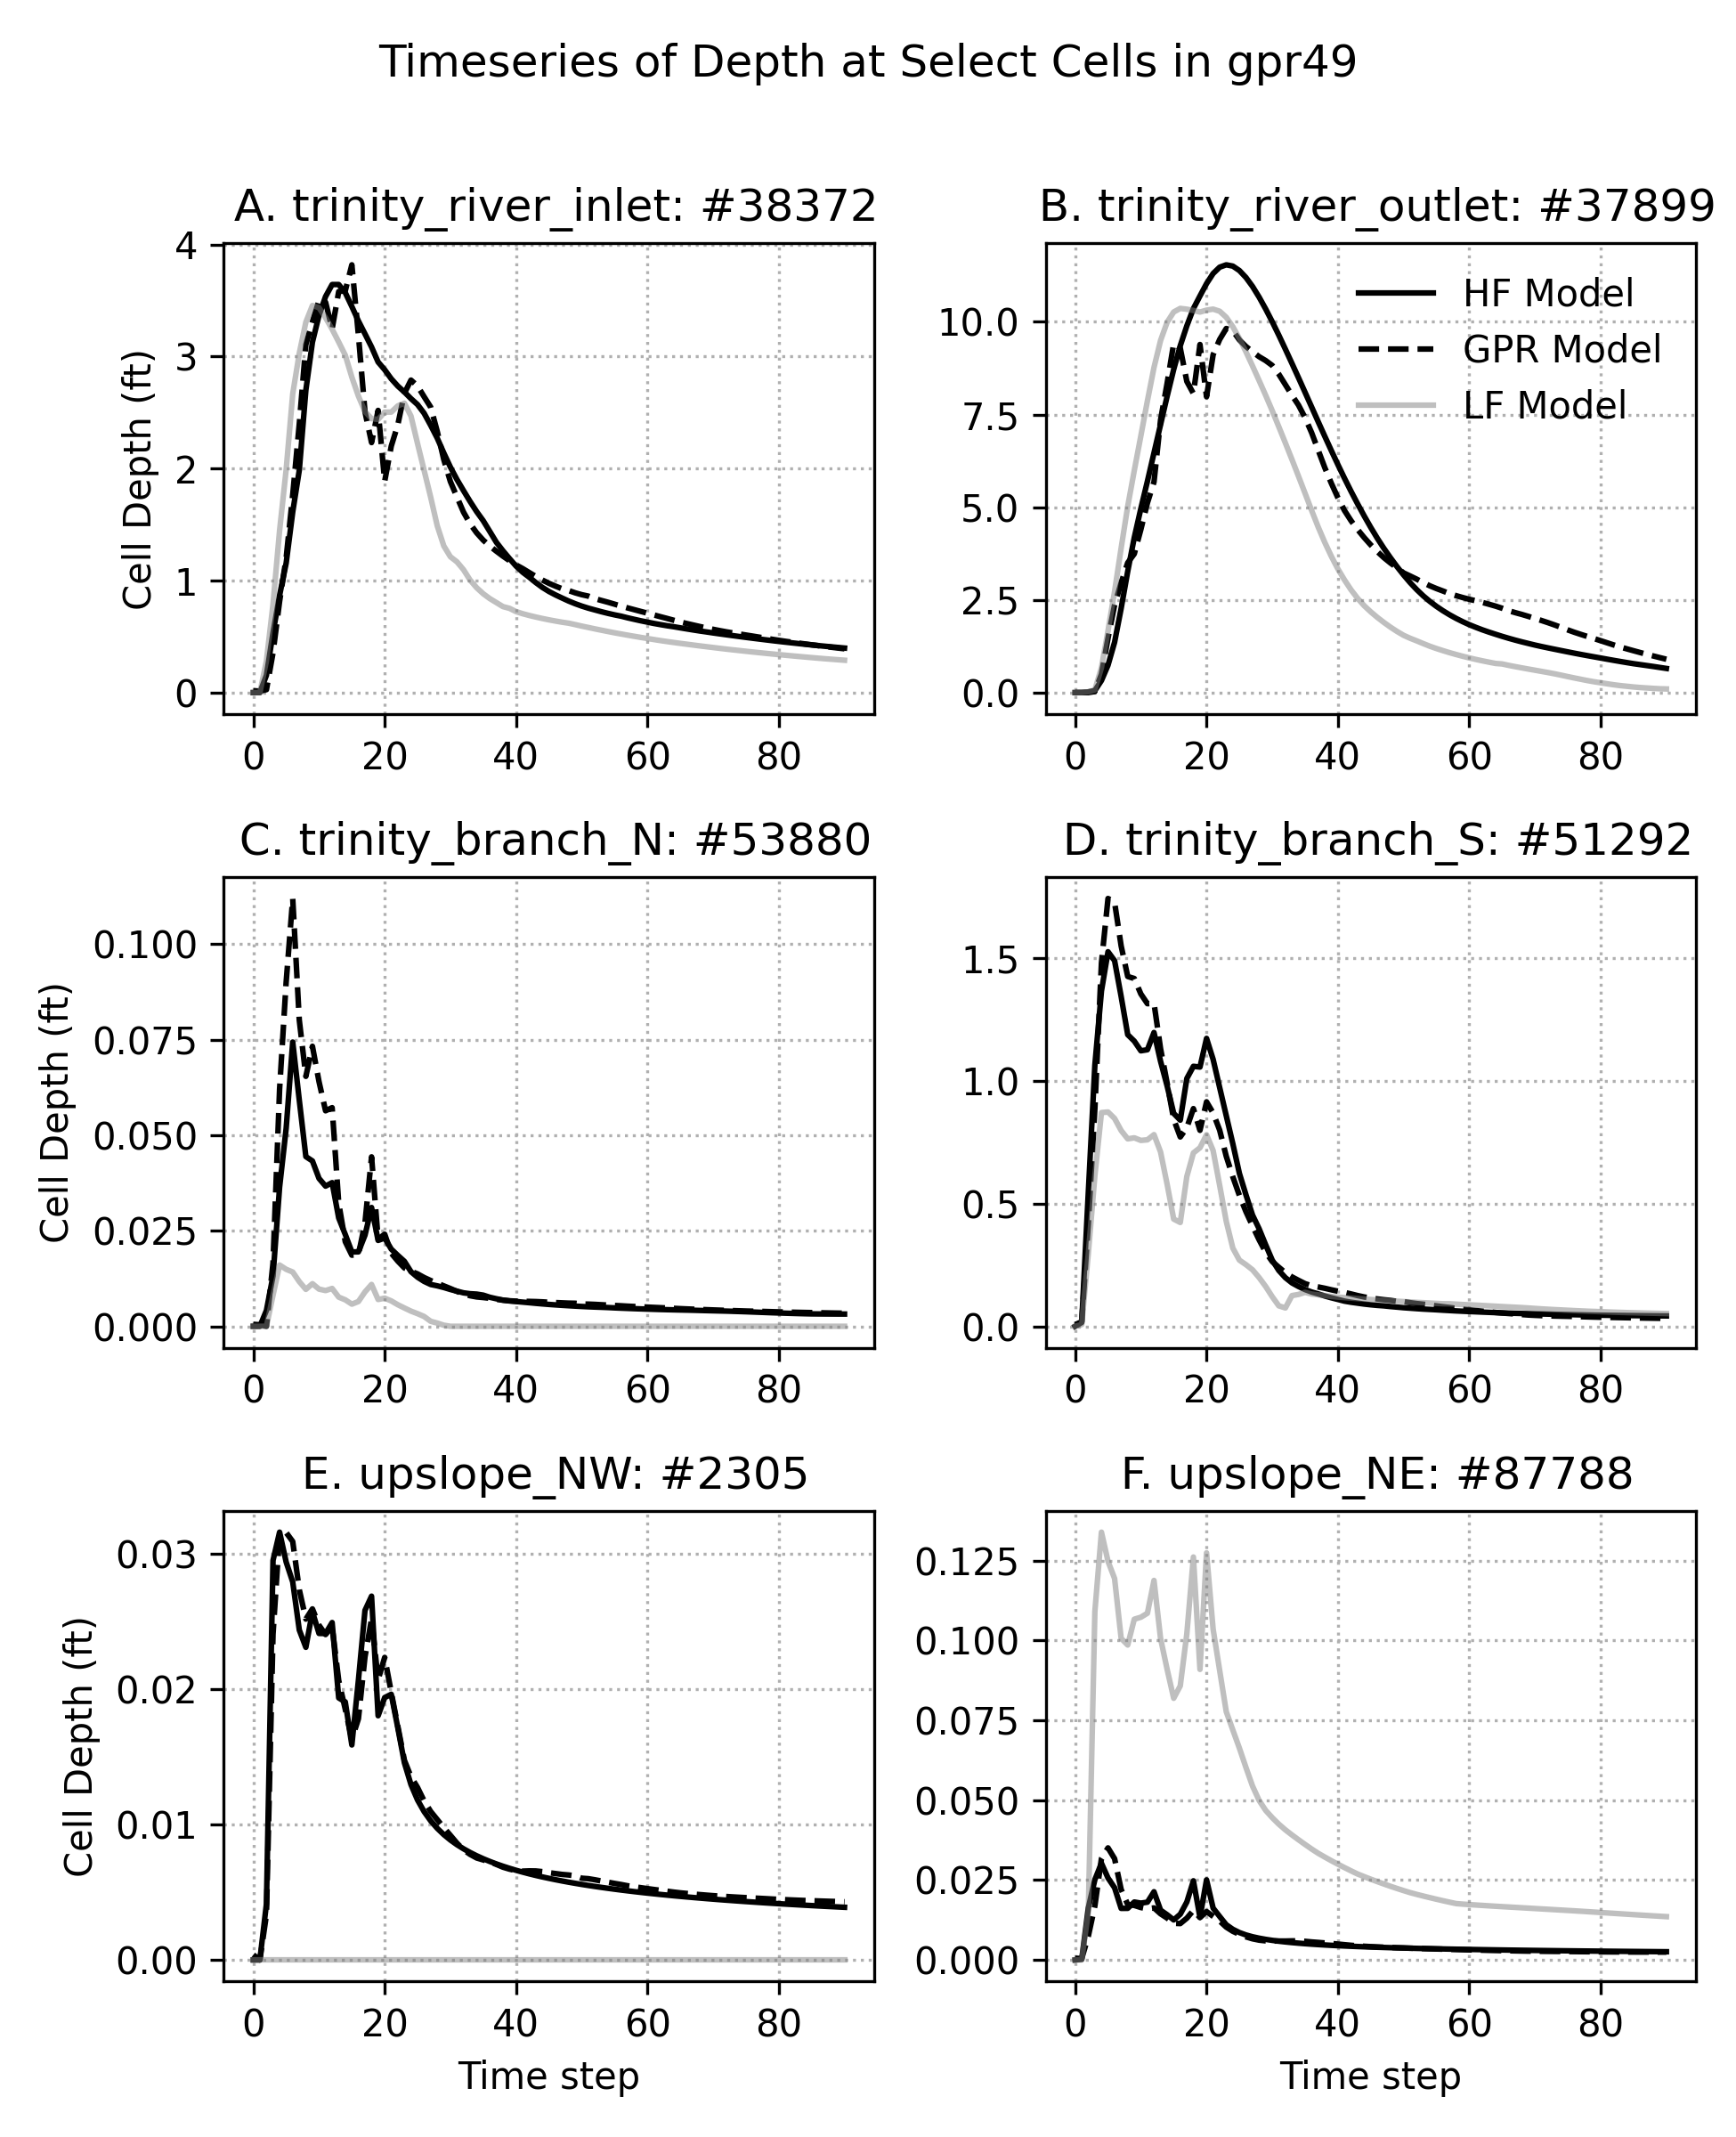 Timeseries of Depth at Select Cells in gpr49
A. trinity_river_inlet: #38372
Cell Depth (ft)
4
3
2
1
0
0 20 40 60 80
B. trinity_river_outlet: #37899
HF Model
GPR Model
LF Model
10.0
7.5
5.0
2.5
0.0
0 20 40 60 80
C. trinity_branch_N: #53880
Cell Depth (ft)
0.100
0.075
0.050
0.025
0.000
0 20 40 60 80
D. trinity_branch_S: #51292
1.5
1.0
0.5
0.0
0 20 40 60 80
E. upslope_NW: #2305
Cell Depth (ft)
0.03
0.02
0.01
0.00
0 20 40 60 80
Time step
F. upslope_NE: #87788
0.125
0.100
0.075
0.050
0.025
0.000
0 20 40 60 80
Time step